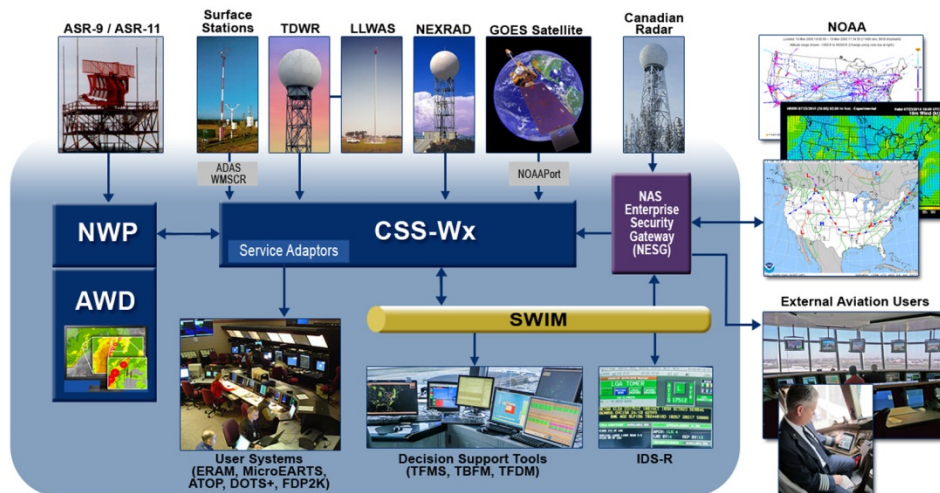 ASR-9 / ASR-11
Surface
Stations
TDWR
LLWAS
NEXRAD
GOES Satellite
Canadian
Radar
NOAA
ADAS
WMSCR
NOAAPort
NWP
AWD
CSS-Wx
Service Adaptors
NAS
Enterprise
Security
Gateway
(NESG)
SWIM
External Aviation Users
LGA TOWER
User Systems
(ERAM, MicroEARTS,
ATOP, DOTS+, FDP2K)
Decision Support Tools
(TFMS, TBFM, TFDM)
IDS-R